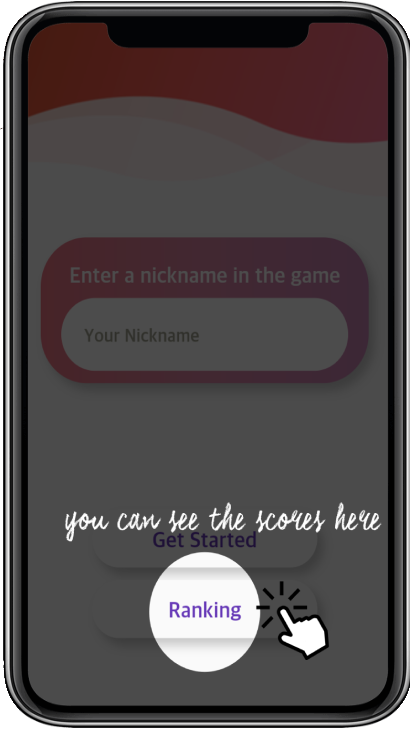 Enter a nickname in the game
Your Nickname
you can see the scores here
Get Started
Ranking